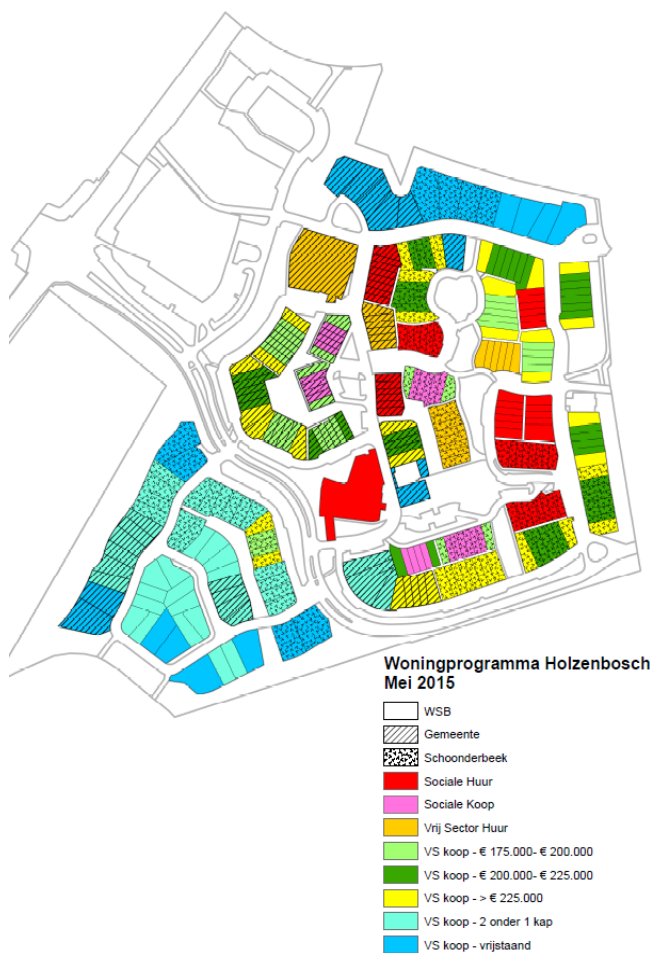 Woningprogramma Holzenbosch
Mei 2015
WSB
Gemeente
Schoonderbeek
Sociale Huur
Sociale Koop
Vrij Sector Huur
VS koop - € 175.000- € 200.000
VS koop - € 200.000- € 225.000
VS koop - > € 225.000
VS koop - 2 onder 1 kap
VS koop - vrijstaand